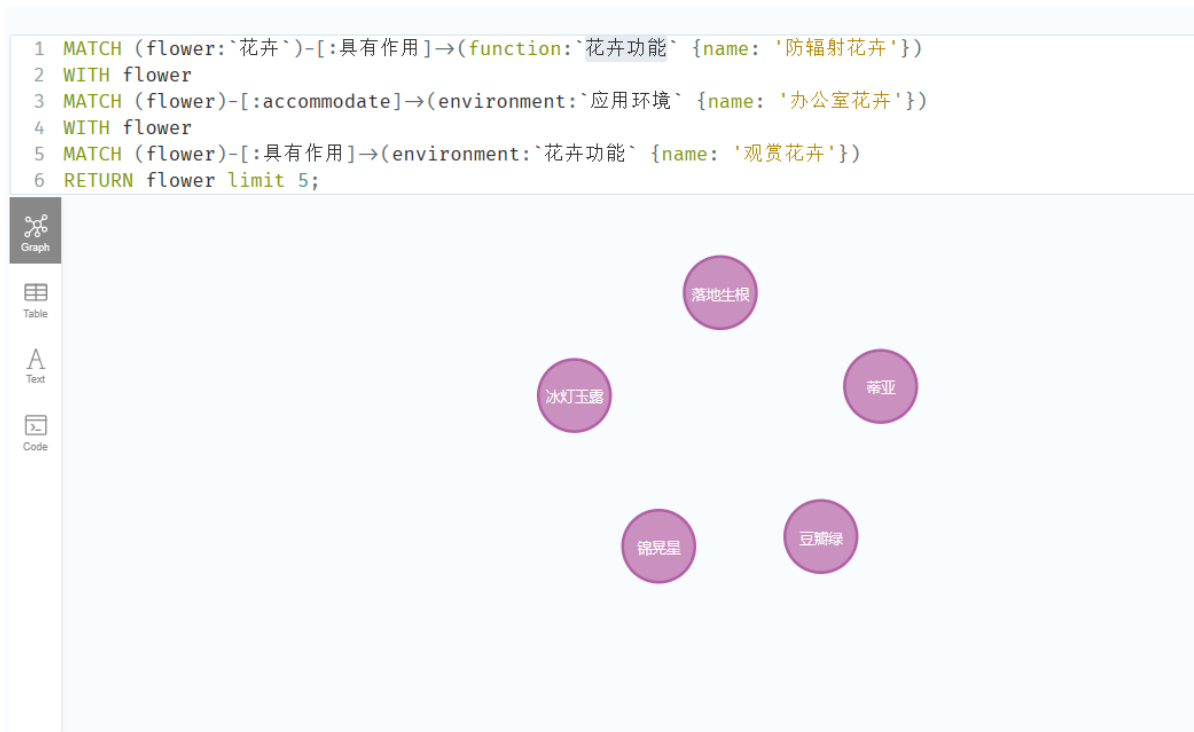 1 MATCH (flower:`花卉`)-[:具有作用]→(function:`花卉功能` {name: '防辐射花卉'})
2 WITH flower
3 MATCH (flower)-[:accommodate]→(environment:`应用环境` {name: '办公室花卉'})
4 WITH flower
5 MATCH (flower)-[:具有作用]→(environment:`花卉功能` {name: '观赏花卉'})
6 RETURN flower limit 5;
Graph
Table
Text
Code
落地生根
蒂亚
冰灯玉露
豆瓣绿
锦晃星